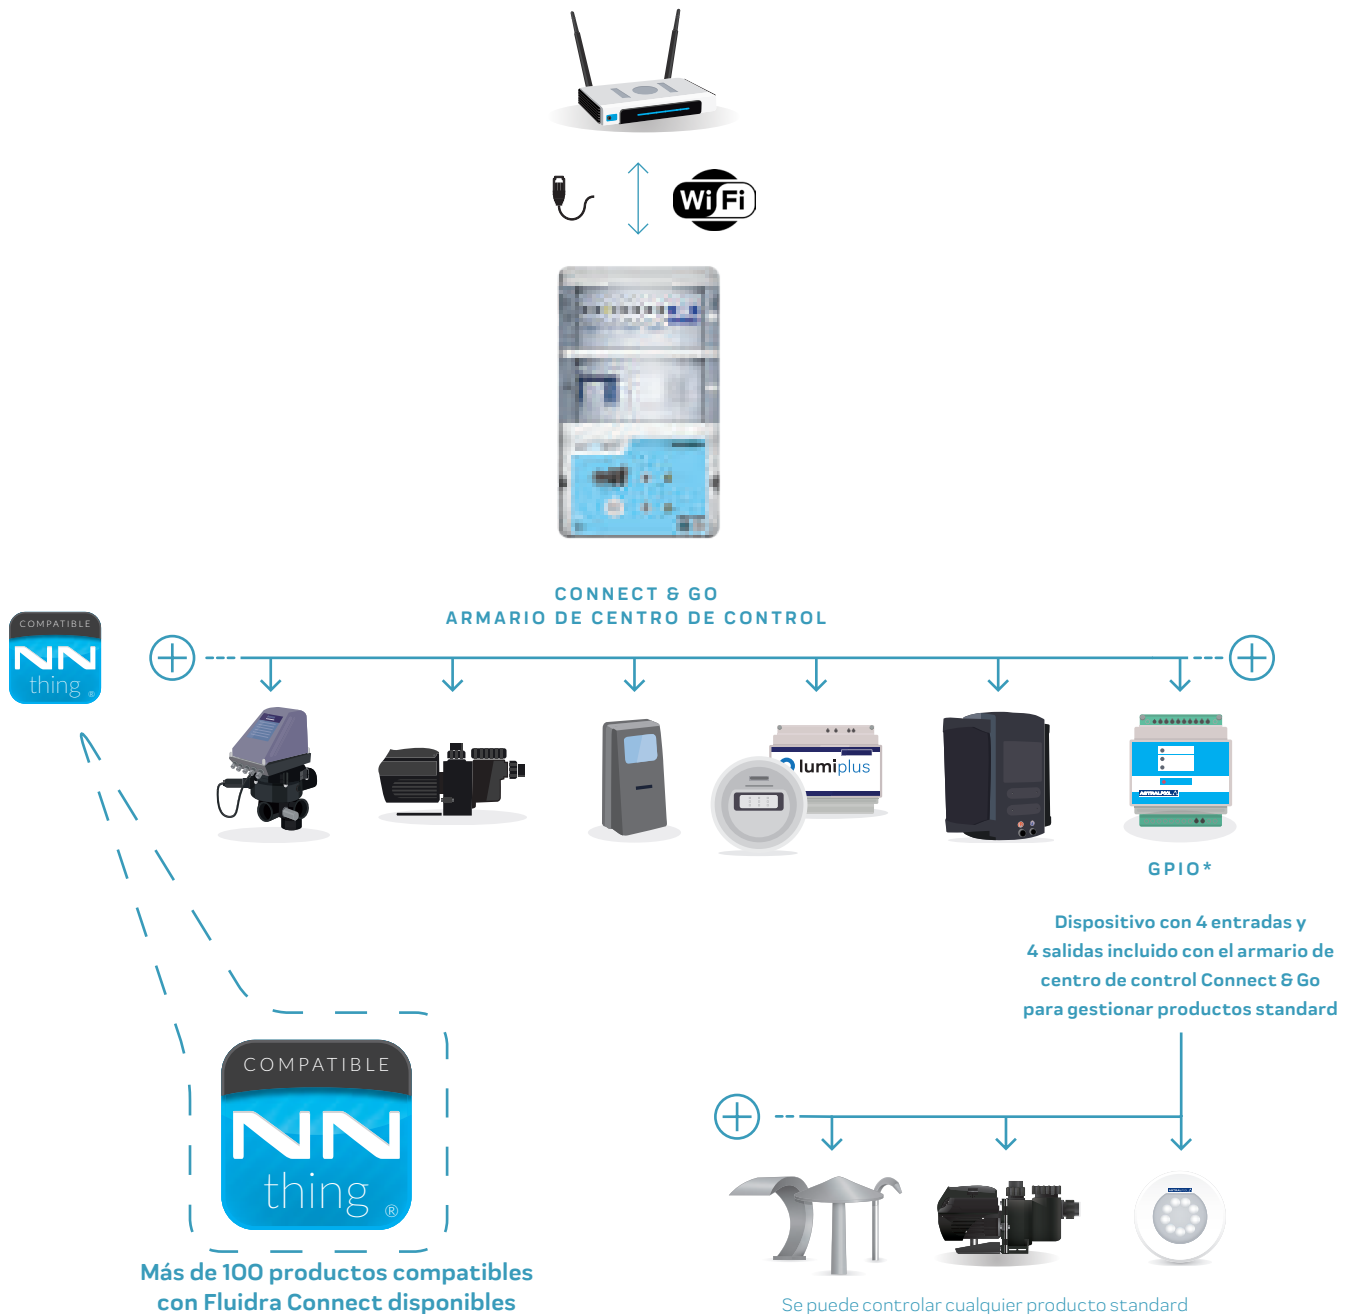 WiFi
CONNECT & GO
ARMARIO DE CENTRO DE CONTROL
COMPATIBLE
NN
thing ®
lumiplus
ASTRALPOOL
GPIO*
Dispositivo con 4 entradas y
4 salidas incluido con el armario de
centro de control Connect & Go
para gestionar productos standard
COMPATIBLE
NN
thing ®
Más de 100 productos compatibles
con Fluidra Connect disponibles
Se puede controlar cualquier producto standard